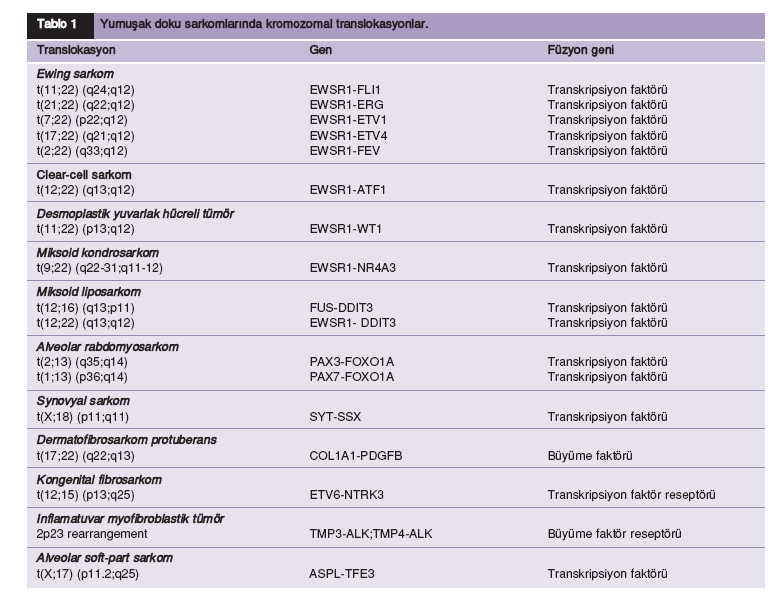 Tablo 1 Yumuşak doku sarkomlarında kromozomal translokasyonlar.
Translokasyon Gen Füzyon geni
Ewing sarkom
t(11;22) (q24;q12) EWSR1-FLI1 Transkripsiyon faktörü
t(21;22) (q22;q12) EWSR1-ERG Transkripsiyon faktörü
t(7;22) (p22;q12) EWSR1-ETV1 Transkripsiyon faktörü
t(17;22) (q21;q12) EWSR1-ETV4 Transkripsiyon faktörü
t(2;22) (q33;q12) EWSR1-FEV Transkripsiyon faktörü
Clear-cell sarkom
t(12;22) (q13;q12) EWSR1-ATF1 Transkripsiyon faktörü
Desmoplastik yuvarlak hücreli tümör
t(11;22) (p13;q12) EWSR1-WT1 Transkripsiyon faktörü
Miksoid kondrosarkom
t(9;22) (q22-31;q11-12) EWSR1-NR4A3 Transkripsiyon faktörü
Miksoid liposarkom
t(12;16) (q13;p11) FUS-DDIT3 Transkripsiyon faktörü
t(12;22) (q13;q12) EWSR1- DDIT3 Transkripsiyon faktörü
Alveolar rabdomyosarkom
t(2;13) (q35;q14) PAX3-FOXO1A Transkripsiyon faktörü
t(1;13) (p36;q14) PAX7-FOXO1A Transkripsiyon faktörü
Synovyal sarkom
t(X;18) (p11;q11) SYT-SSX Transkripsiyon faktörü
Dermatofibrosarkom protuberans
t(17;22) (q22;q13) COL1A1-PDGFB Büyüme faktörü
Kongenital fibrosarkom
t(12;15) (p13;q25) ETV6-NTRK3 Transkripsiyon faktör reseptörü
Inflamatuvar myofibroblastik tümör
2p23 rearrangement TMP3-ALK;TMP4-ALK Büyüme faktör reseptörü
Alveolar soft-part sarkom
t(X;17) (p11.2;q25) ASPL-TFE3 Transkripsiyon faktörü